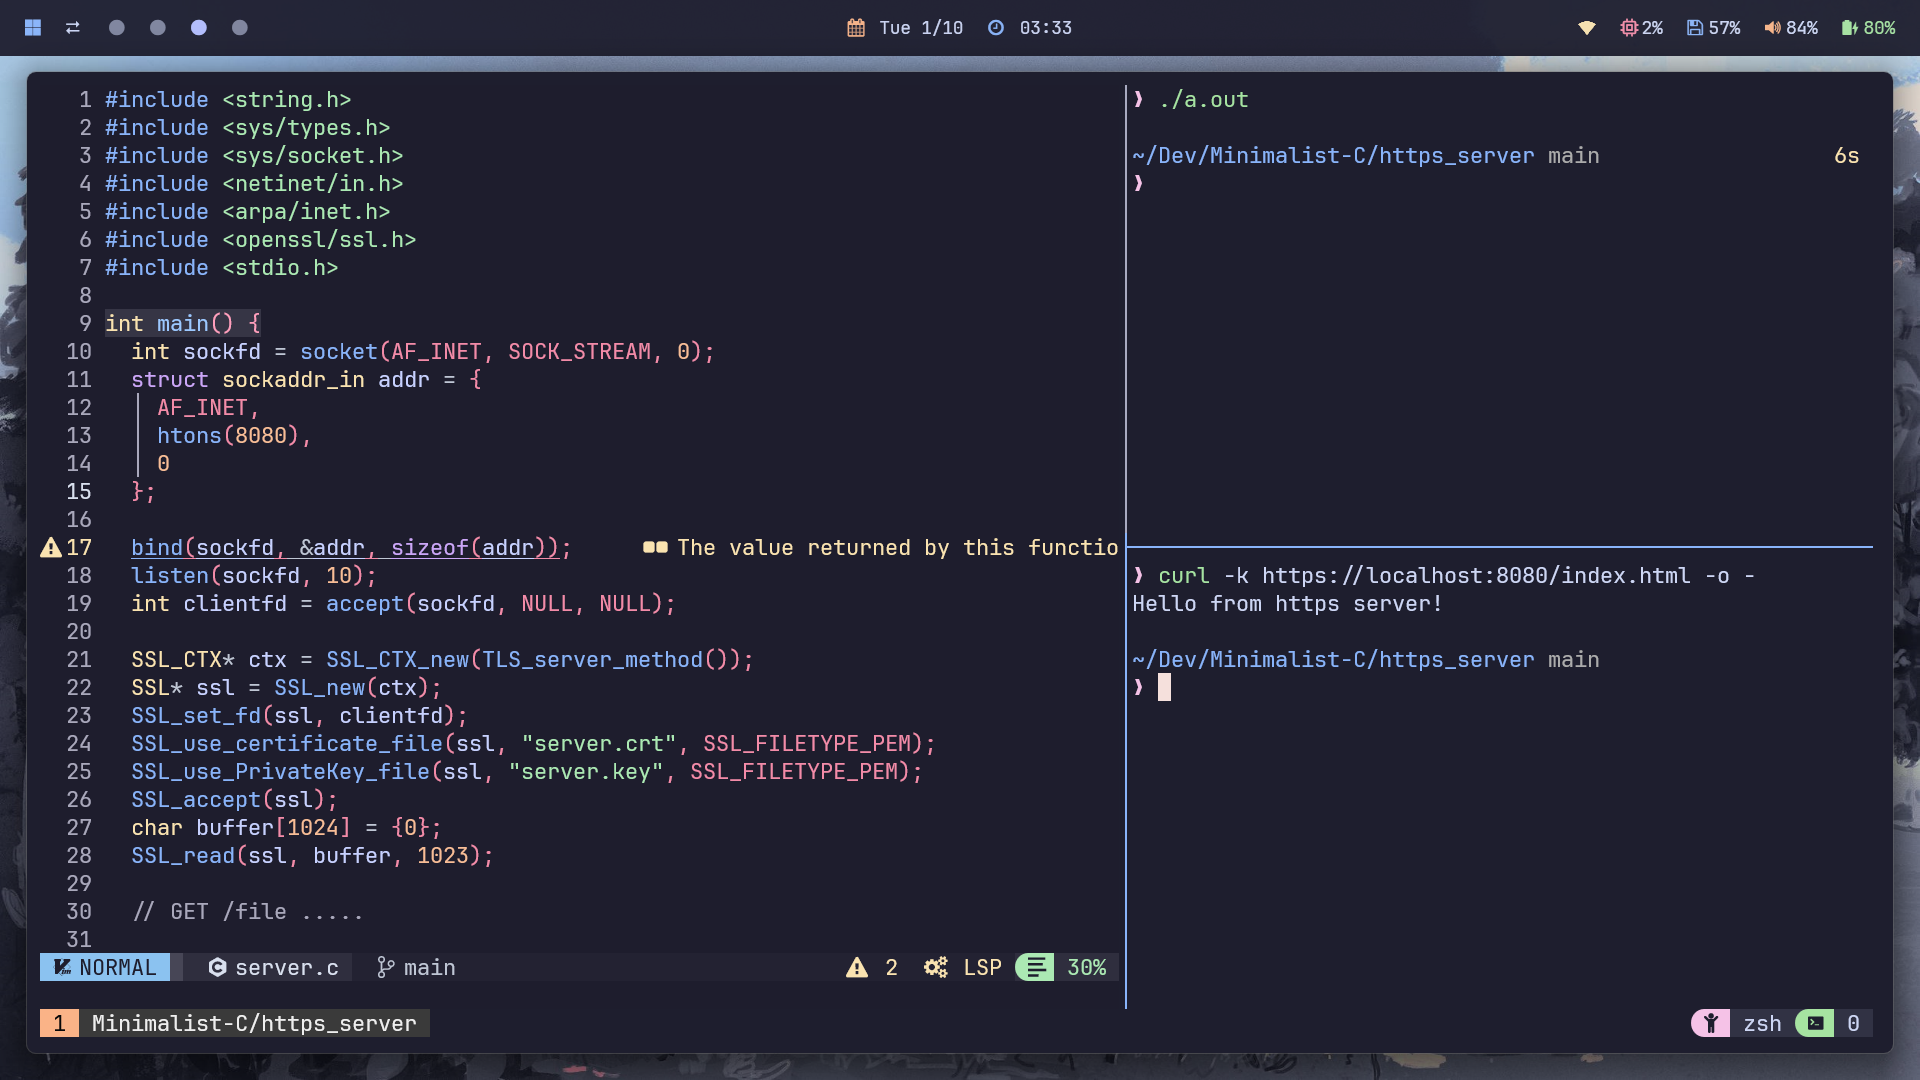 Tue 1/10 03:33
2% 57% 84% 80%
1 #include <string.h>
2 #include <sys/types.h>
3 #include <sys/socket.h>
4 #include <netinet/in.h>
5 #include <arpa/inet.h>
6 #include <openssl/ssl.h>
7 #include <stdio.h>
8
9 int main() {
10 int sockfd = socket(AF_INET, SOCK_STREAM, 0);
11 struct sockaddr_in addr = {
12 AF_INET,
13 htons(8080),
14 0
15 };
16
17 bind(sockfd, &addr, sizeof(addr)); The value returned by this functio
18 listen(sockfd, 10);
19 int clientfd = accept(sockfd, NULL, NULL);
20
21 SSL_CTX* ctx = SSL_CTX_new(TLS_server_method());
22 SSL* ssl = SSL_new(ctx);
23 SSL_set_fd(ssl, clientfd);
24 SSL_use_certificate_file(ssl, "server.crt", SSL_FILETYPE_PEM);
25 SSL_use_PrivateKey_file(ssl, "server.key", SSL_FILETYPE_PEM);
26 SSL_accept(ssl);
27 char buffer[1024] = {0};
28 SSL_read(ssl, buffer, 1023);
29
30 // GET /file .....
31
NORMAL server.c main 2 LSP 30%
❱ ./a.out
~/Dev/Minimalist-C/https_server main 6s
❱
❱ curl -k https://localhost:8080/index.html -o -
Hello from https server!
~/Dev/Minimalist-C/https_server main
❱
1 Minimalist-C/https_server
zsh 0